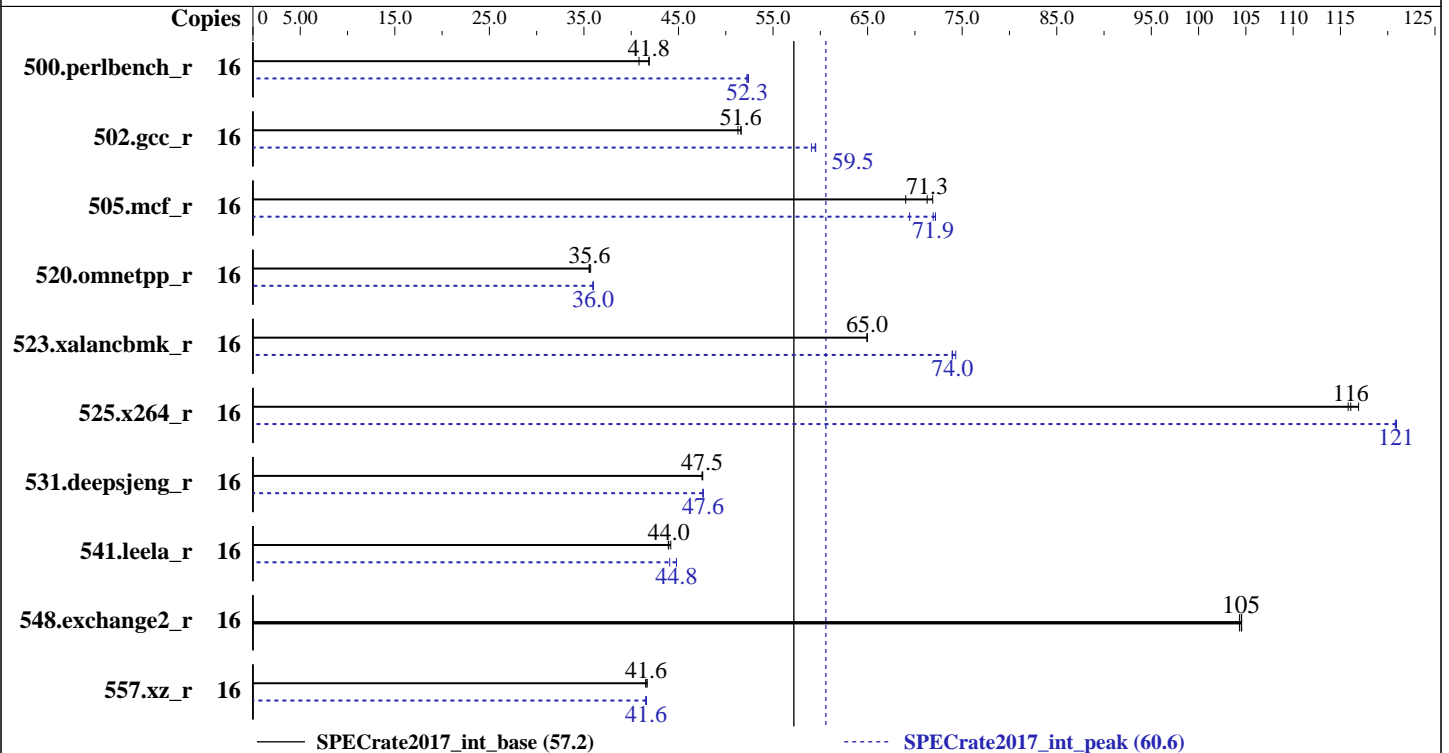 Copies 0 5.00 15.0 25.0 35.0 45.0 55.0 65.0 75.0 85.0 95.0 100 105 110 115 125
500.perlbench_r 16 41.8
52.3
502.gcc_r 16 51.6
59.5
505.mcf_r 16 71.3
71.9
520.omnetpp_r 16 35.6
36.0
523.xalancbmk_r 16 65.0
74.0
525.x264_r 16 116
121
531.deepsjeng_r 16 47.5
47.6
541.leela_r 16 44.0
44.8
548.exchange2_r 16 105
557.xz_r 16 41.6
41.6
SPECrate2017_int_base (57.2) SPECrate2017_int_peak (60.6)